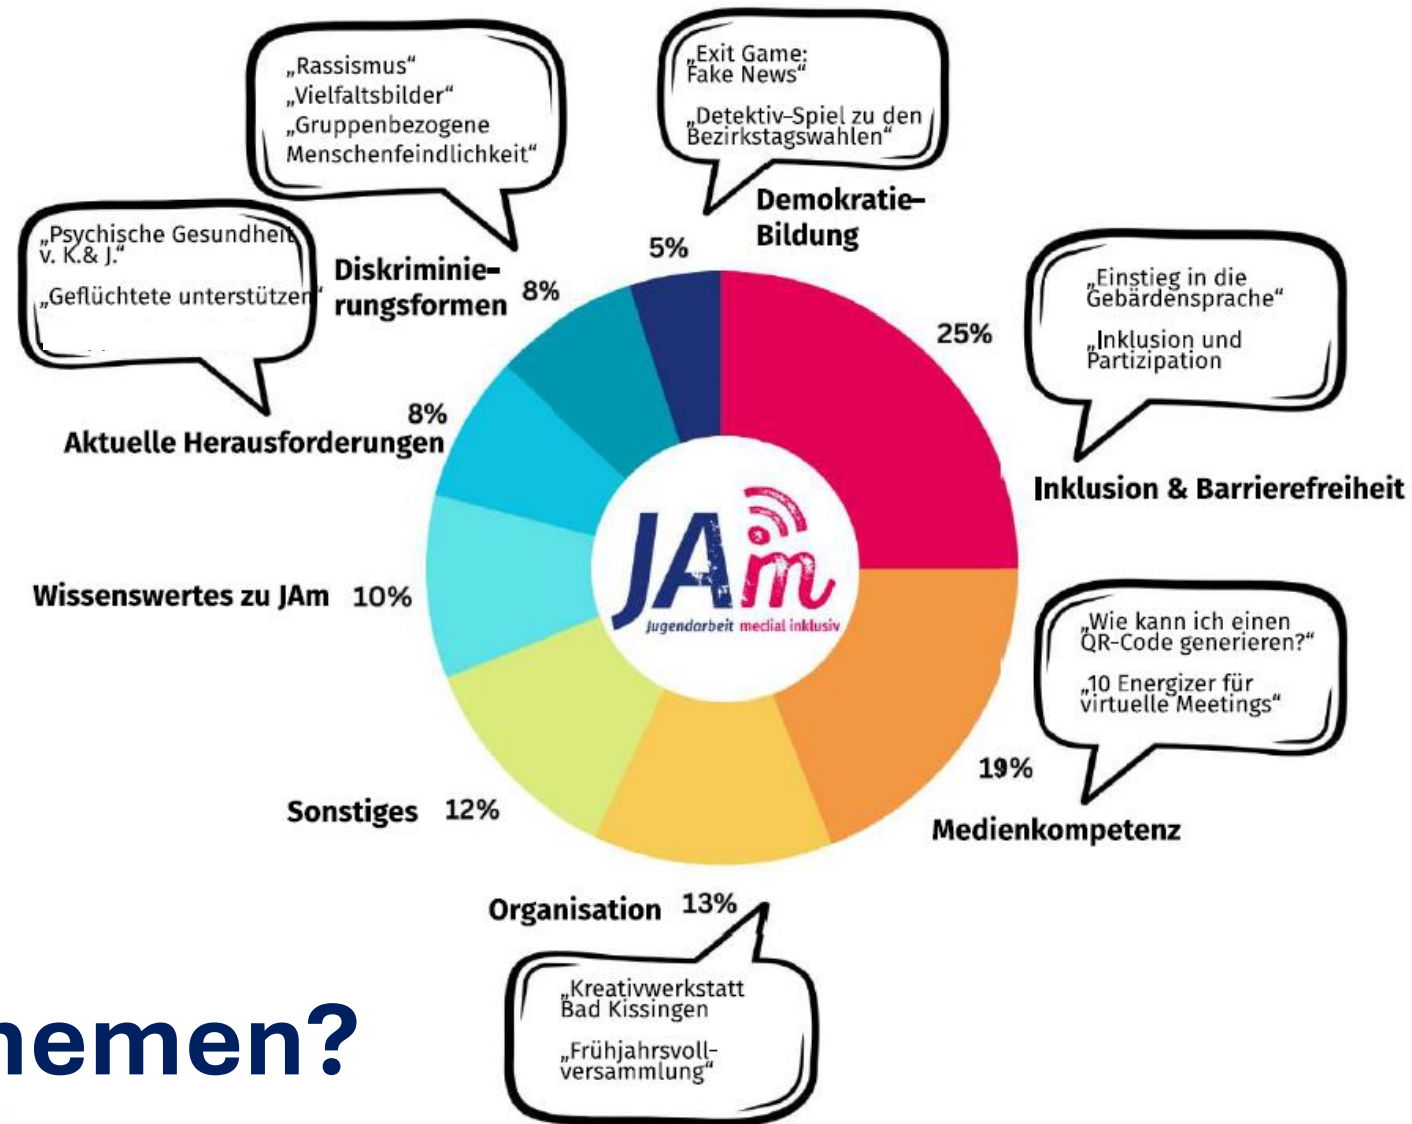 „Rassismus“
„Vielfaltsbilder“
„Gruppenbezogene
Menschenfeindlichkeit“
„Exit Game:
Fake News“
„Detektiv-Spiel zu den
Bezirkstagswahlen“
„Psychische Gesundheit
v. K.& J.“
„Geflüchtete unterstützen“
Demokratie-
Bildung
5%
Diskriminie-
rungsformen
8%
25%
„Einstieg in die
Gebärdensprache“
„Inklusion und
Partizipation
Inklusion & Barrierefreiheit
8%
Aktuelle Herausforderungen
JAm
Jugendarbeit medial inklusiv
Wissenswertes zu JAm 10%
„Wie kann ich einen
QR-Code generieren?“
„10 Energizer für
virtuelle Meetings“
19%
Medienkompetenz
Sonstiges 12%
Organisation 13%
„Kreativwerkstatt
Bad Kissingen
„Frühjahrsvoll-
versammlung“
hemen?